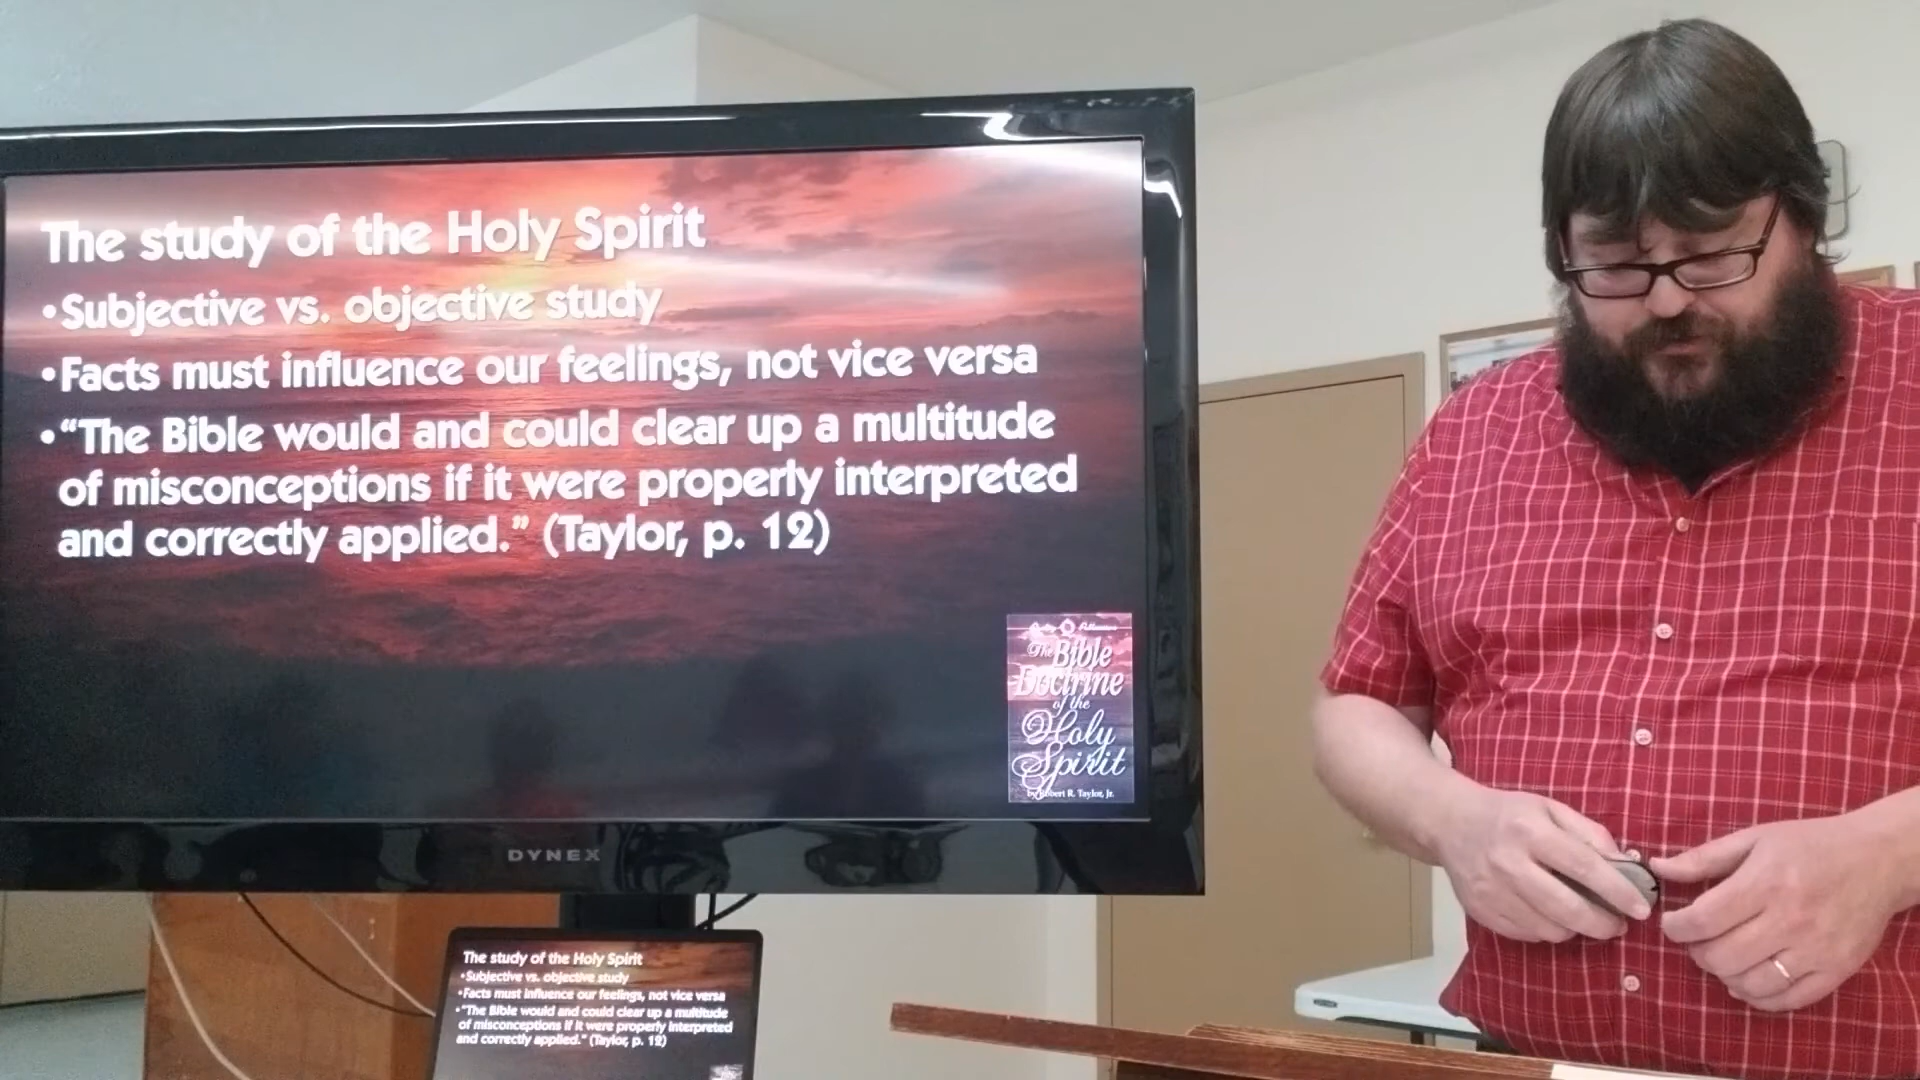 The study of the Holy Spirit
•Subjective vs. objective study
•Facts must influence our feelings, not vice versa
•“The Bible would and could clear up a multitude
of misconceptions if it were properly interpreted
and correctly applied.” (Taylor, p. 12)
The Bible
Doctrine
of the
Holy
Spirit
by Robert R. Taylor, Jr.
DYNEX
The study of the Holy Spirit
•Subjective vs. objective study
•Facts must influence our feelings, not vice versa
•“The Bible would and could clear up a multitude
of misconceptions if it were properly interpreted
and correctly applied.” (Taylor, p. 12)